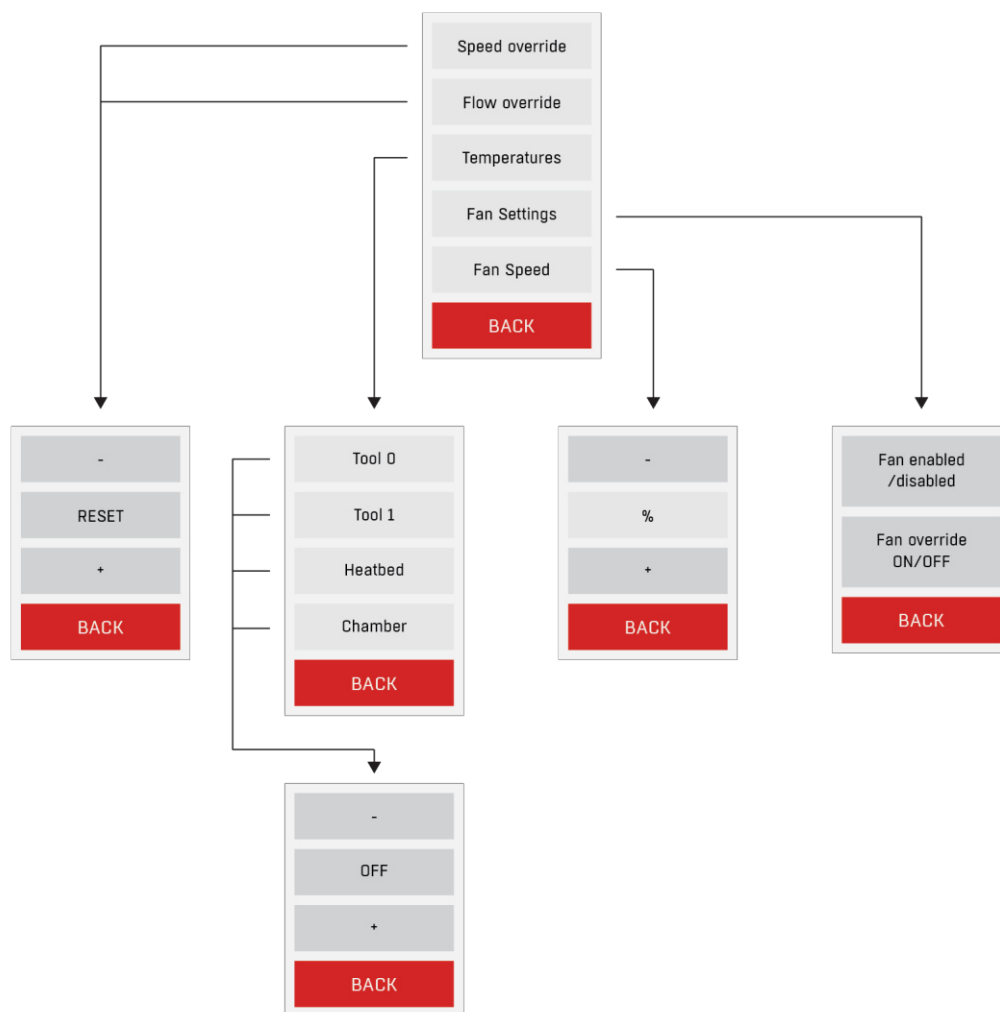 Speed override
Flow override
Temperatures
Fan Settings
Fan Speed
BACK
-
RESET
+
BACK
Tool 0
Tool 1
Heatbed
Chamber
BACK
-
%
+
BACK
Fan enabled
/disabled
Fan override
ON/OFF
BACK
-
OFF
+
BACK